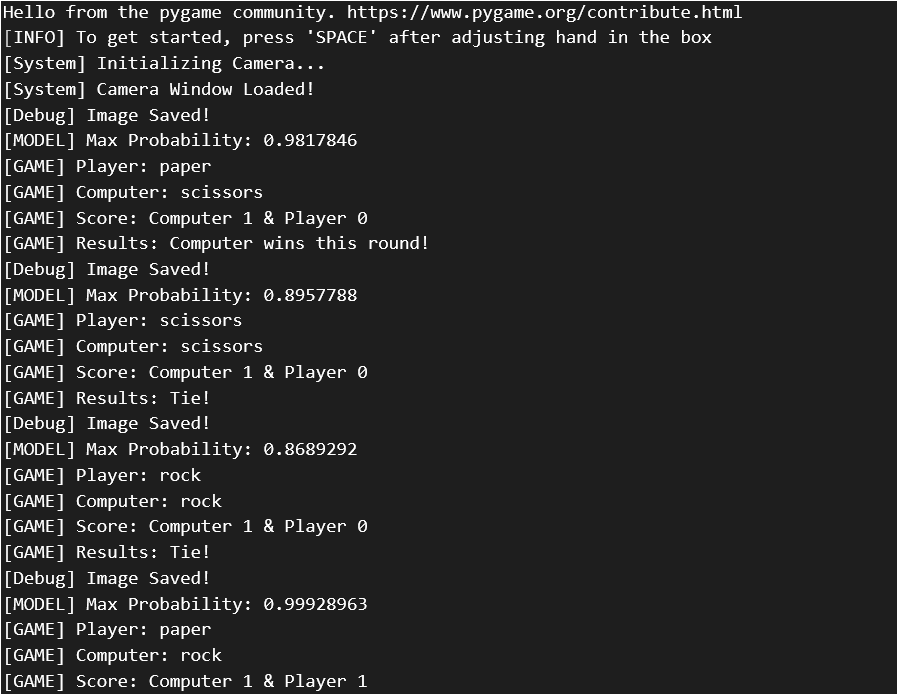 Hello from the pygame community. https://www.pygame.org/contribute.html
[INFO] To get started, press 'SPACE' after adjusting hand in the box
[System] Initializing Camera...
[System] Camera Window Loaded!
[Debug] Image Saved!
[MODEL] Max Probability: 0.9817846
[GAME] Player: paper
[GAME] Computer: scissors
[GAME] Score: Computer 1 & Player 0
[GAME] Results: Computer wins this round!
[Debug] Image Saved!
[MODEL] Max Probability: 0.8957788
[GAME] Player: scissors
[GAME] Computer: scissors
[GAME] Score: Computer 1 & Player 0
[GAME] Results: Tie!
[Debug] Image Saved!
[MODEL] Max Probability: 0.8689292
[GAME] Player: rock
[GAME] Computer: rock
[GAME] Score: Computer 1 & Player 0
[GAME] Results: Tie!
[Debug] Image Saved!
[MODEL] Max Probability: 0.99928963
[GAME] Player: paper
[GAME] Computer: rock
[GAME] Score: Computer 1 & Player 1